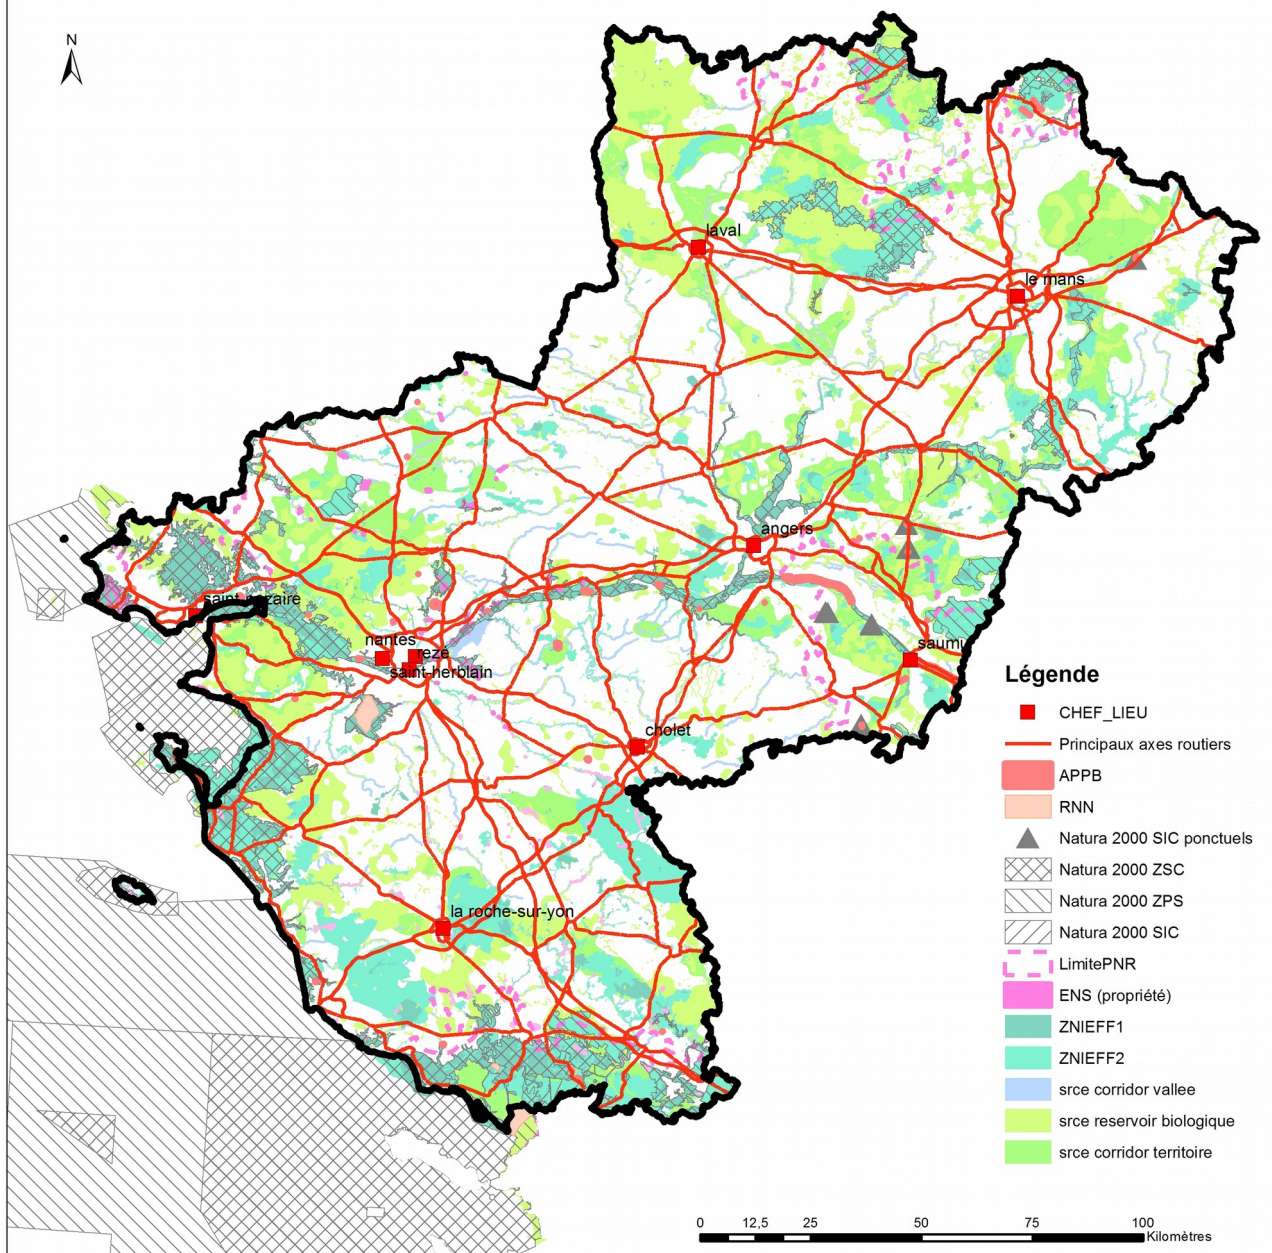 N
laval
le mans
angers
saint-nazaire
nantes
rezé
saint-herblain
saumu
cholet
la roche-sur-yon
Légende
CHEF_LIEU
Principaux axes routiers
APPB
RNN
Natura 2000 SIC ponctuels
Natura 2000 ZSC
Natura 2000 ZPS
Natura 2000 SIC
LimitePNR
ENS (propriété)
ZNIEFF1
ZNIEFF2
srce corridor vallee
srce reservoir biologique
srce corridor territoire
0 12,5 25 50 75 100
Kilomètres